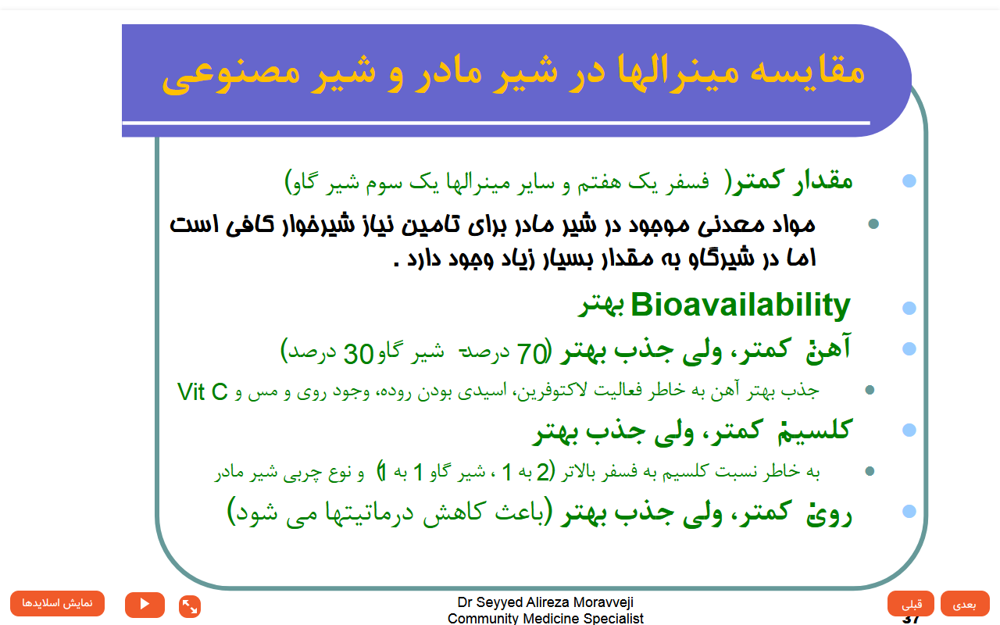 مقایسه مینرالها در شیر مادر و شیر مصنوعی
مقدار کمتر( فسفر یک هفتم و سایر مینرالها یک سوم شیر گاو)
مواد معدنی موجود در شیر مادر برای تامین نیاز شیرخوار کافی است
اما در شیرگاو به مقدار بسیار زیاد وجود دارد .
Bioavailability بهتر
آهن: کمتر، ولی جذب بهتر (70 درصد- شیر گاو 30 درصد)
جذب بهتر آهن به خاطر فعالیت لاکتوفرین، اسیدی بودن روده، وجود روی و مس و Vit C
کلسیم: کمتر، ولی جذب بهتر
به خاطر نسبت کلسیم به فسفر بالاتر (2 به 1 ، شیر گاو 1 به 1) و نوع چربی شیر مادر
روی: کمتر، ولی جذب بهتر (باعث کاهش درماتیتها می شود)
Dr Seyyed Alireza Moravveji
Community Medicine Specialist
37
بعدی
قبلی
نمایش اسلایدها